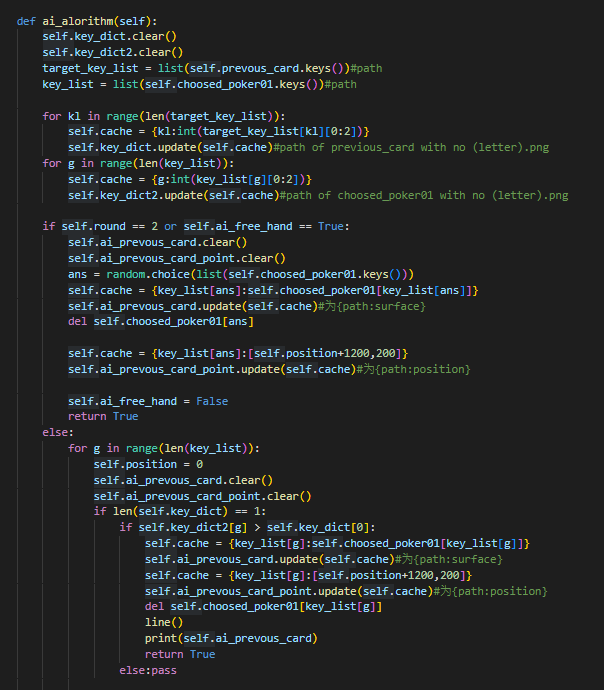 def ai_alorithm(self):
self.key_dict.clear()
self.key_dict2.clear()
target_key_list = list(self.prevous_card.keys())#path
key_list = list(self.choosed_poker01.keys())#path
for kl in range(len(target_key_list)):
self.cache = {kl:int(target_key_list[kl][0:2])}
self.key_dict.update(self.cache)#path of previous_card with no (letter).png
for g in range(len(key_list)):
self.cache = {g:int(key_list[g][0:2])}
self.key_dict2.update(self.cache)#path of choosed_poker01 with no (letter).png
if self.round == 2 or self.ai_free_hand == True:
self.ai_prevous_card.clear()
self.ai_prevous_card_point.clear()
ans = random.choice(list(self.choosed_poker01.keys()))
self.cache = {key_list[ans]:self.choosed_poker01[key_list[ans]]}
self.ai_prevous_card.update(self.cache)#为{path:surface}
del self.choosed_poker01[ans]
self.cache = {key_list[ans]:[self.position+1200,200]}
self.ai_prevous_card_point.update(self.cache)#为{path:position}
self.ai_free_hand = False
return True
else:
for g in range(len(key_list)):
self.position = 0
self.ai_prevous_card.clear()
self.ai_prevous_card_point.clear()
if len(self.key_dict) == 1:
if self.key_dict2[g] > self.key_dict[0]:
self.cache = {key_list[g]:self.choosed_poker01[key_list[g]]}
self.ai_prevous_card.update(self.cache)#为{path:surface}
self.cache = {key_list[g]:[self.position+1200,200]}
self.ai_prevous_card_point.update(self.cache)#为{path:position}
del self.choosed_poker01[key_list[g]]
line()
print(self.ai_prevous_card)
return True
else:pass